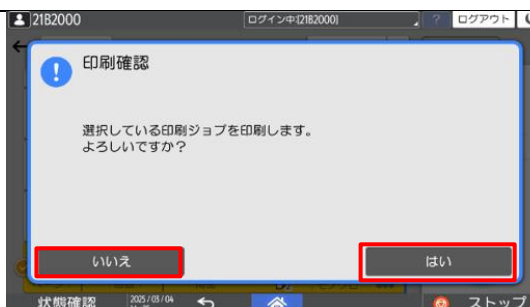 21B2000
ログイン中:[21B2000]
?
ログアウト
印刷確認
選択している印刷ジョブを印刷します。
よろしいですか？
いいえ
はい
状態確認
2025/03/04
ストップ